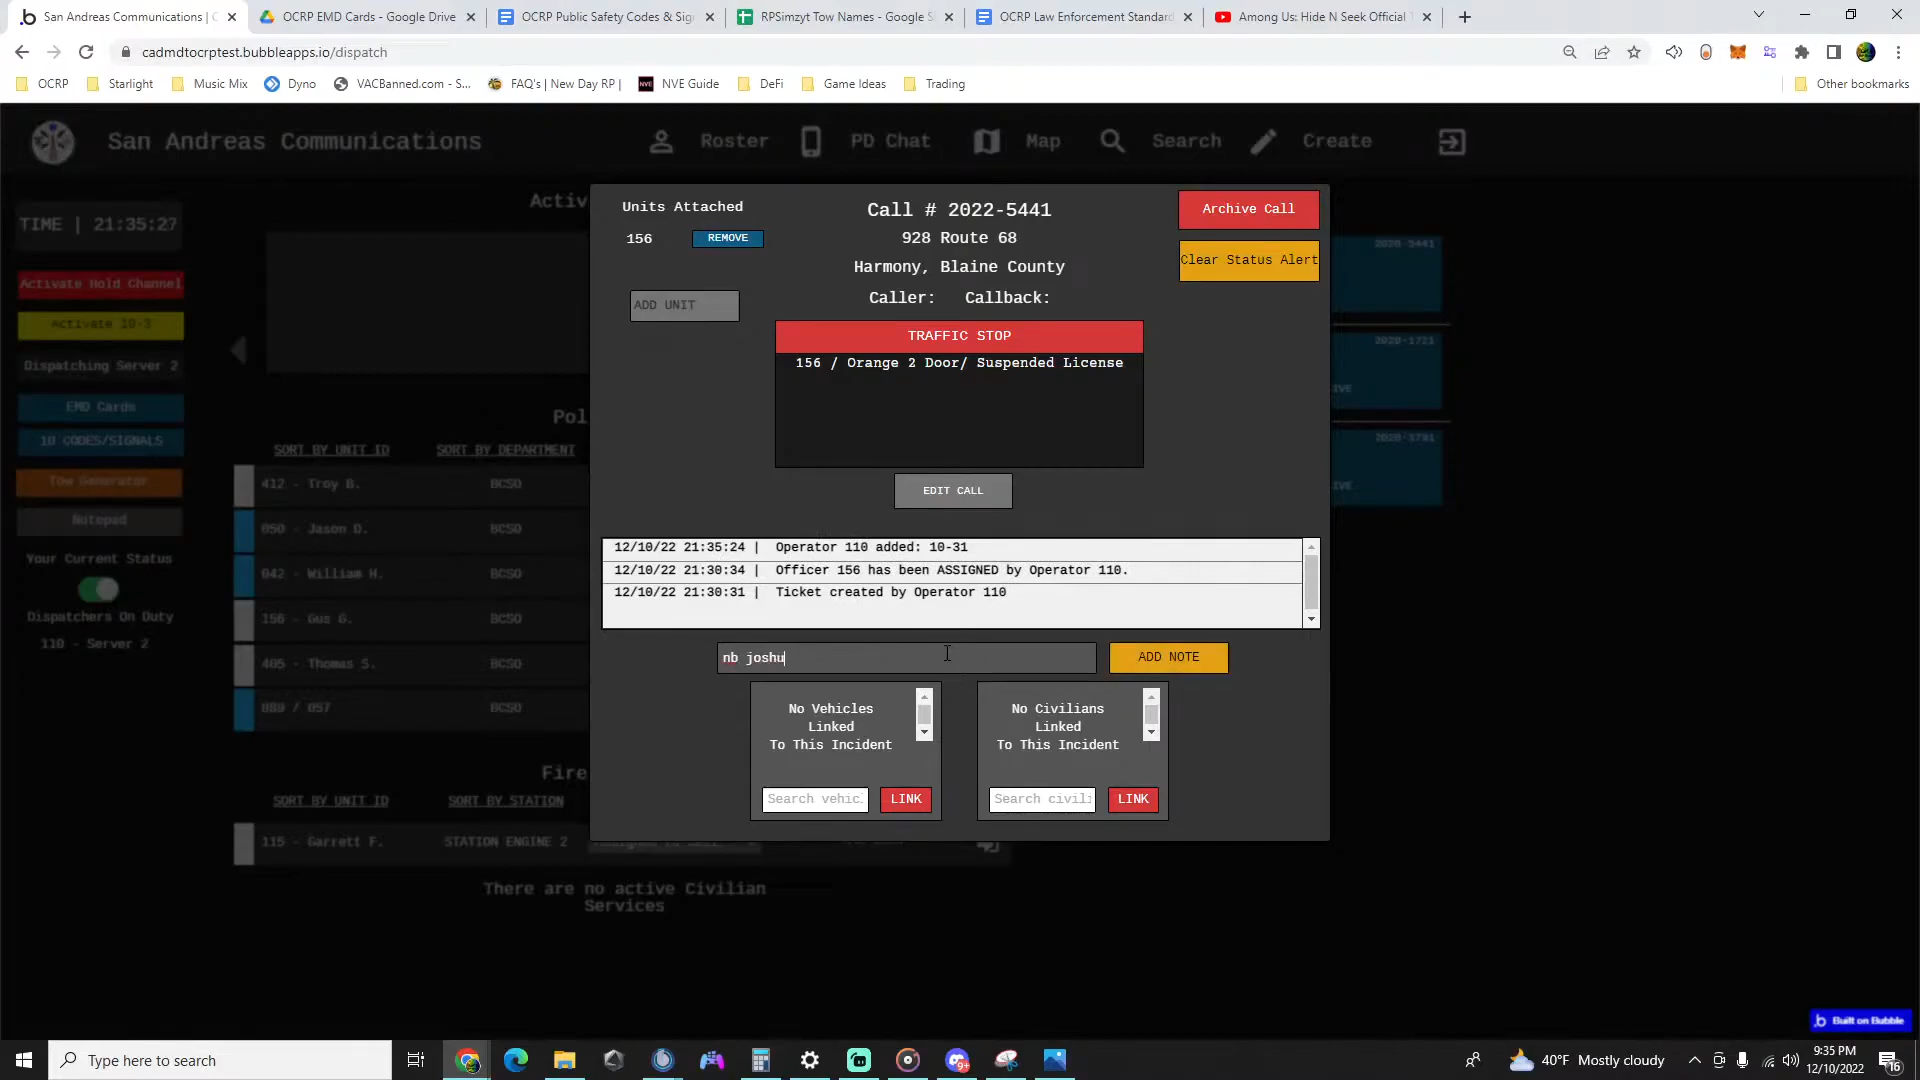 San Andreas Communications | C
OCRP EMD Cards - Google Drive
OCRP Public Safety Codes & Sig
RPSimzyt Tow Names - Google S
OCRP Law Enforcement Standard
Among Us: Hide N Seek Official T
cadmdtocrptest.bubbleapps.io/dispatch
OCRP
Starlight
Music Mix
Dyno
VACBanned.com - S...
FAQ's | New Day RP |
NVE Guide
DeFi
Game Ideas
Trading
Other bookmarks
San Andreas Communications
Roster
PD Chat
Map
Search
Create
TIME | 21:35:27
Activate Hold Channel
Activate 10-3
Dispatching Server 2
EMD Cards
10 CODES/SIGNALS
Tow Generator
Notepad
Your Current Status
Dispatchers On Duty
110 - Server 2
Activ
Pol
SORT BY UNIT ID
SORT BY DEPARTMENT
412 - Troy B. BCSO
050 - Jason D. BCSO
042 - William H. BCSO
156 - Gus G. BCSO
405 - Thomas S. BCSO
089 / 057 BCSO
Fire
SORT BY UNIT ID
SORT BY STATION
115 - Garrett F. STATION ENGINE 2
There are no active Civilian
Services
Units Attached
156 REMOVE
ADD UNIT
Call # 2022-5441
928 Route 68
Harmony, Blaine County
Caller: Callback:
Archive Call
Clear Status Alert
TRAFFIC STOP
156 / Orange 2 Door/ Suspended License
EDIT CALL
12/10/22 21:35:24 | Operator 110 added: 10-31
12/10/22 21:30:34 | Officer 156 has been ASSIGNED by Operator 110.
12/10/22 21:30:31 | Ticket created by Operator 110
nb joshu
ADD NOTE
No Vehicles
Linked
To This Incident
Search vehic
LINK
No Civilians
Linked
To This Incident
Search civili
LINK
Built on Bubble
Type here to search
9+
40°F Mostly cloudy
9:35 PM
12/10/2022
16